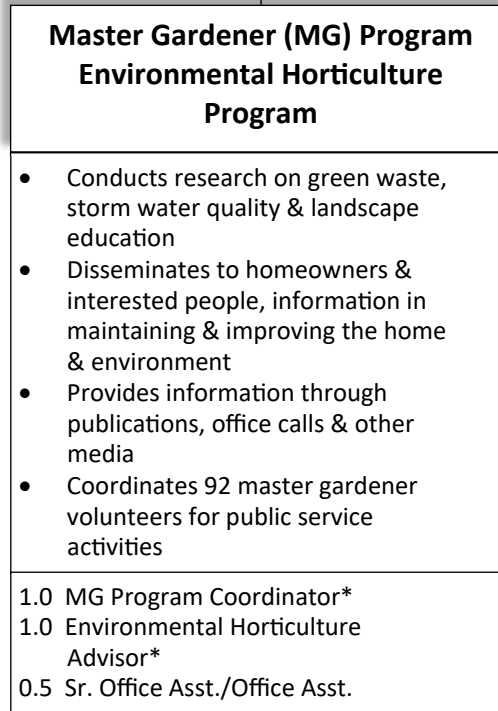 Master Gardener (MG) Program
Environmental Horticulture
Program
• Conducts research on green waste,
storm water quality & landscape
education
• Disseminates to homeowners &
interested people, information in
maintaining & improving the home
& environment
• Provides information through
publications, office calls & other
media
• Coordinates 92 master gardener
volunteers for public service
activities
1.0 MG Program Coordinator*
1.0 Environmental Horticulture
Advisor*
0.5 Sr. Office Asst./Office Asst.